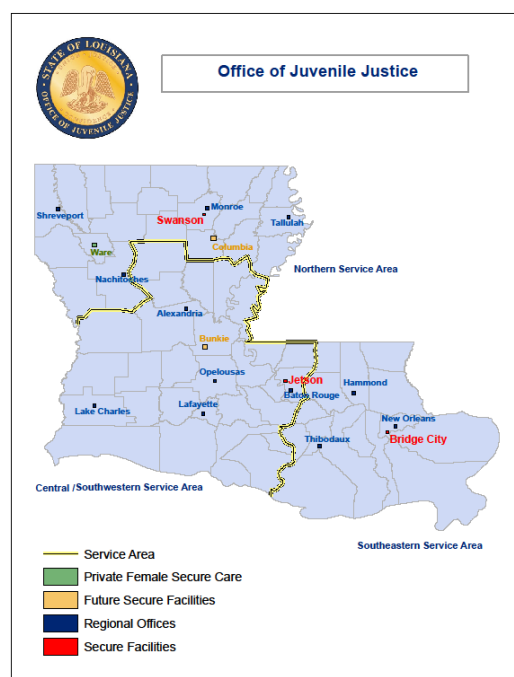 STATE OF LOUISIANA
OFFICE OF JUVENILE JUSTICE
Office of Juvenile Justice
Shreveport
Monroe
Swanson
Tallulah
Columbia
Ware
Northern Service Area
Nachitoches
Alexandria
Bunkie
Opelousas
Jetson
Hammond
Baton Rouge
Lake Charles
Lafayette
New Orleans
Thibodaux
Bridge City
Central /Southwestern Service Area
Southeastern Service Area
Service Area
Private Female Secure Care
Future Secure Facilities
Regional Offices
Secure Facilities